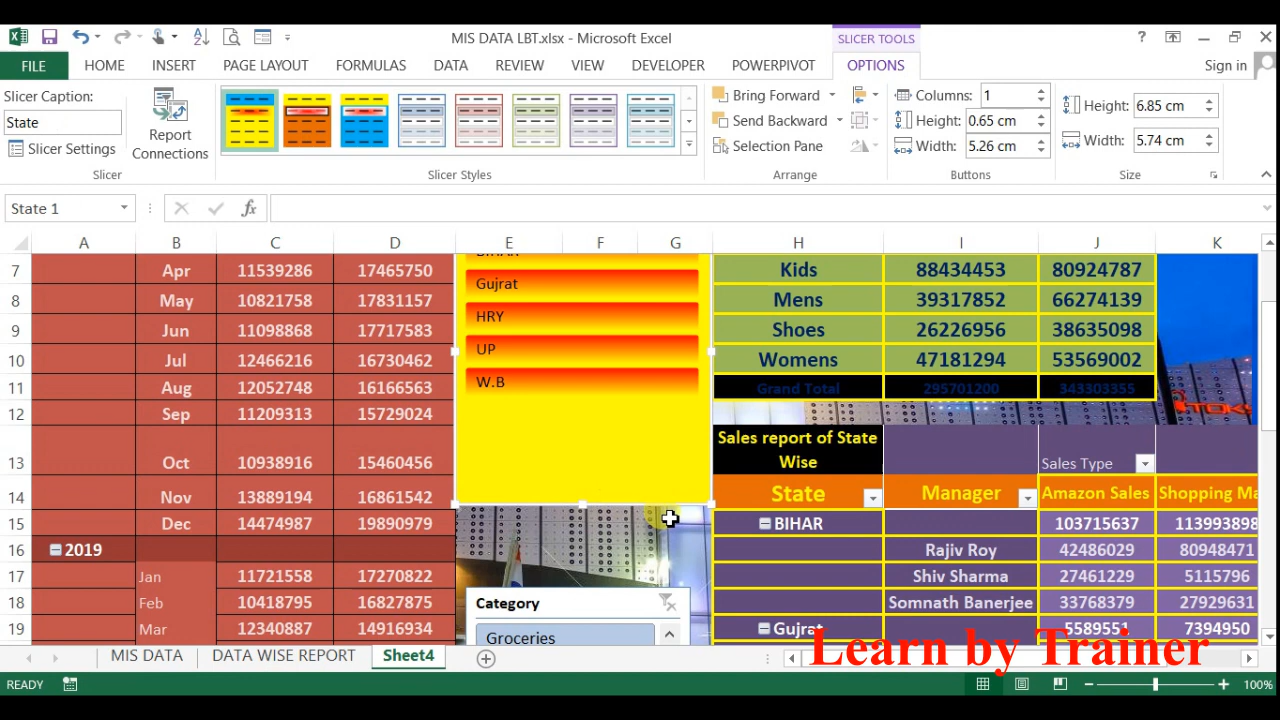 MIS DATA LBT.xlsx - Microsoft Excel
SLICER TOOLS
?
FILE HOME INSERT PAGE LAYOUT FORMULAS DATA REVIEW VIEW DEVELOPER POWERPIVOT OPTIONS Sign in
Slicer Caption:
State
Slicer Settings
Report
Connections
Slicer
Slicer Styles
Bring Forward
Send Backward
Selection Pane
Arrange
Columns: 1
Height: 0.65 cm
Width: 5.26 cm
Buttons
Height: 6.85 cm
Width: 5.74 cm
Size
State 1 fx
A B C D E F G H I J K
7 Apr 11539286 17465750 BIHAR Kids 88434453 80924787
8 May 10821758 17831157 Gujrat Mens 39317852 66274139
9 Jun 11098868 17717583 HRY Shoes 26226956 38635098
10 Jul 12466216 16730462 UP Womens 47181294 53569002
11 Aug 12052748 16166563 W.B Grand Total 295701200 343303355
12 Sep 11209313 15729024
Sales report of State
13 Oct 10938916 15460456 Wise Sales Type
14 Nov 13889194 16861542 State Manager Amazon Sales Shopping Ma
15 Dec 14474987 19890979 BIHAR 103715637 113993898
16 2019 Rajiv Roy 42486029 80948471
17 Jan 11721558 17270822 Shiv Sharma 27461229 5115796
18 Feb 10418795 16827875 Category Somnath Banerjee 33768379 27929631
19 Mar 12340887 14916934 Groceries Gujrat 5589551 7394950
MIS DATA DATA WISE REPORT Sheet4
Learn by Trainer
READY 100%